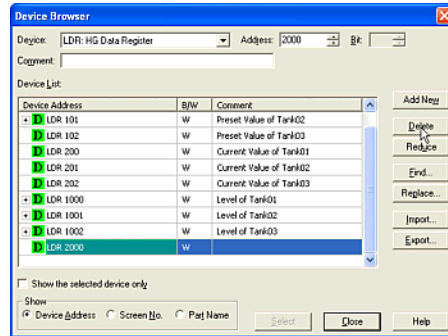 Device Browser
Device: LDR: HG Data Register Address: 2000 Bit:
Comment:
Device List:
Device Address B/W Comment
D LDR 101 W Preset Value of Tank02
D LDR 102 W Preset Value of Tank03
D LDR 200 W Current Value of Tank01
D LDR 201 W Current Value of Tank02
D LDR 202 W Current Value of Tank03
D LDR 1000 W Level of Tank01
D LDR 1001 W Level of Tank02
D LDR 1002 W Level of Tank03
D LDR 2000 W
Add New
Delete
Reduce
Find...
Replace...
Import...
Export...
Show the selected device only
Show
Device Address Screen No. Part Name
Select Close Help